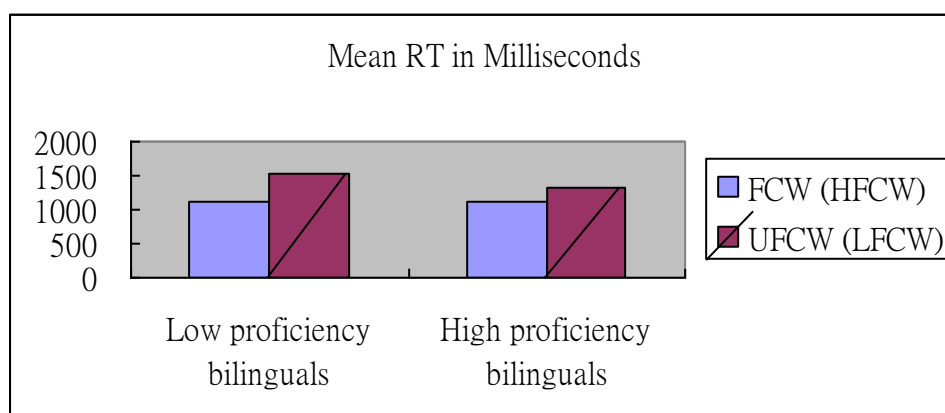 Mean RT in Milliseconds
2000
1500
1000
500
0
FCW (HFCW)
UFCW (LFCW)
Low proficiency
bilinguals
High proficiency
bilinguals